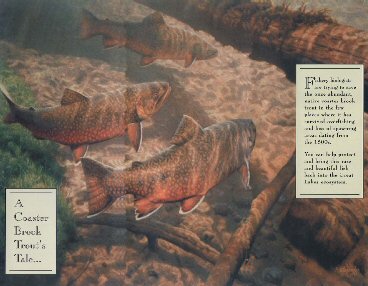 A
Coaster
Brook
Trout's
Tale...
Fishery biologists
are trying to save
the once abundant,
native coaster brook
trout in the few
places where it has
survived overfishing
and loss of spawning
areas dating from
the 1800s.
You can help protect
and bring this rare
and beautiful fish
back into the Great
Lakes ecosystem.